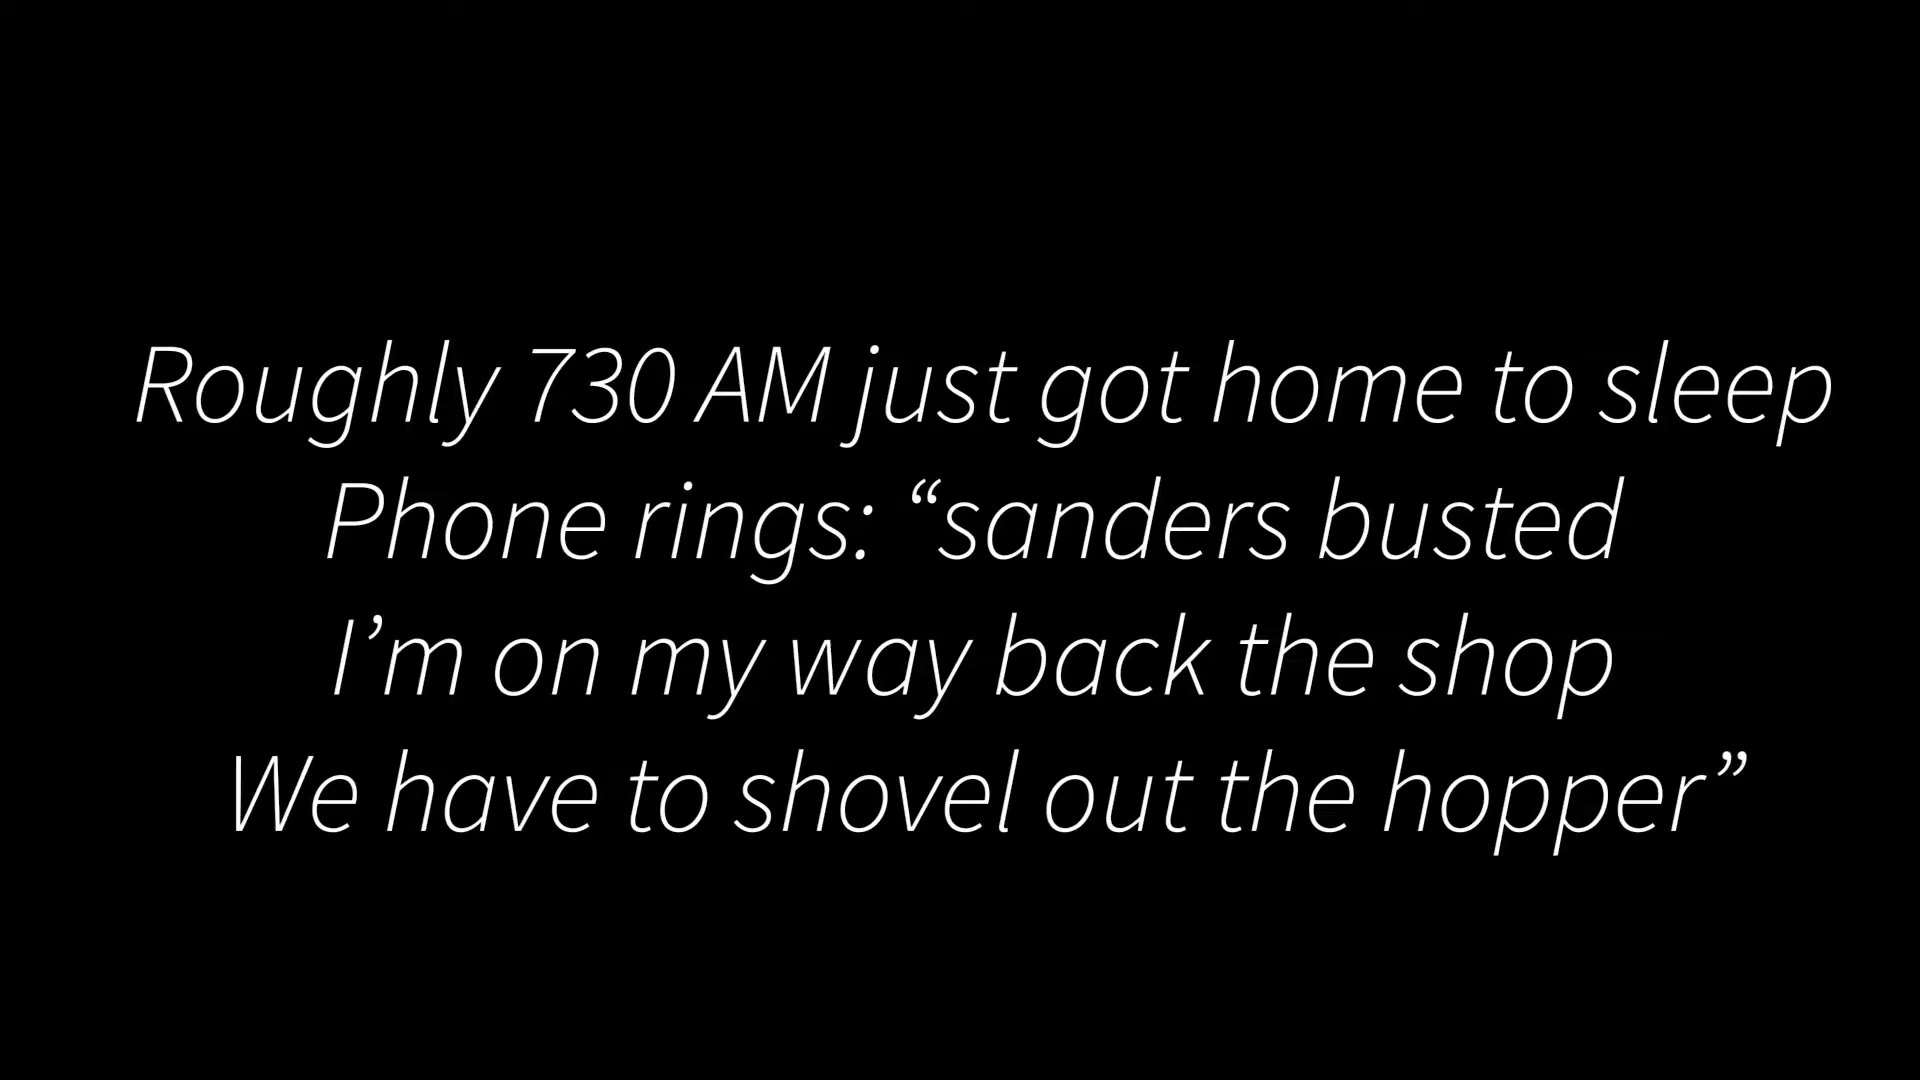 Roughly 730 AM just got home to sleep
Phone rings: “sanders busted
I’m on my way back the shop
We have to shovel out the hopper”